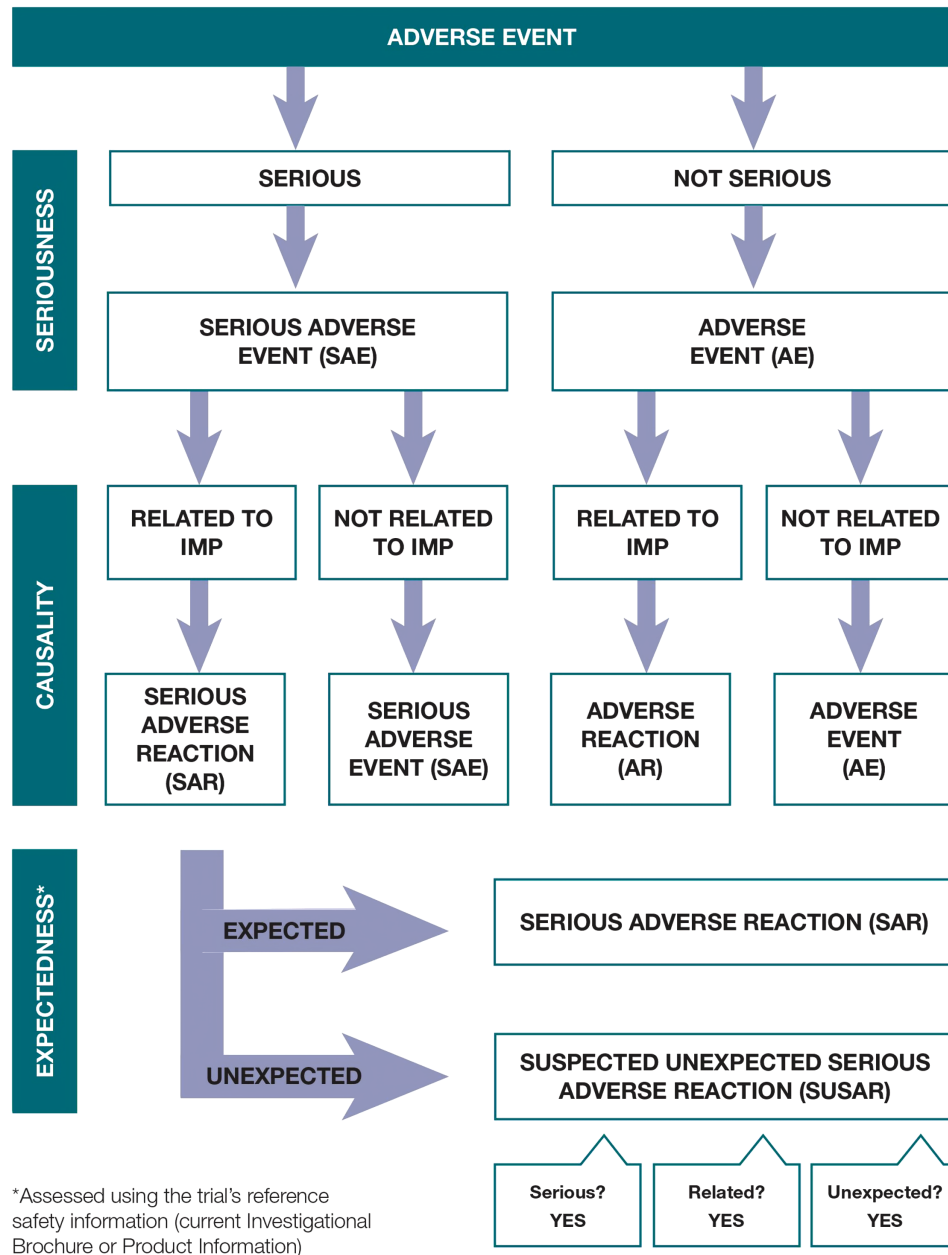 ADVERSE EVENT
SERIOUSNESS
SERIOUS
NOT SERIOUS
SERIOUS ADVERSE
EVENT (SAE)
ADVERSE
EVENT (AE)
CAUSALITY
RELATED TO
IMP
NOT RELATED
TO IMP
RELATED TO
IMP
NOT RELATED
TO IMP
SERIOUS
ADVERSE
REACTION
(SAR)
SERIOUS
ADVERSE
EVENT (SAE)
ADVERSE
REACTION
(AR)
ADVERSE
EVENT
(AE)
EXPECTEDNESS*
EXPECTED
SERIOUS ADVERSE REACTION (SAR)
UNEXPECTED
SUSPECTED UNEXPECTED SERIOUS
ADVERSE REACTION (SUSAR)
Serious?
YES
Related?
YES
Unexpected?
YES
*Assessed using the trial's reference
safety information (current Investigational
Brochure or Product Information)